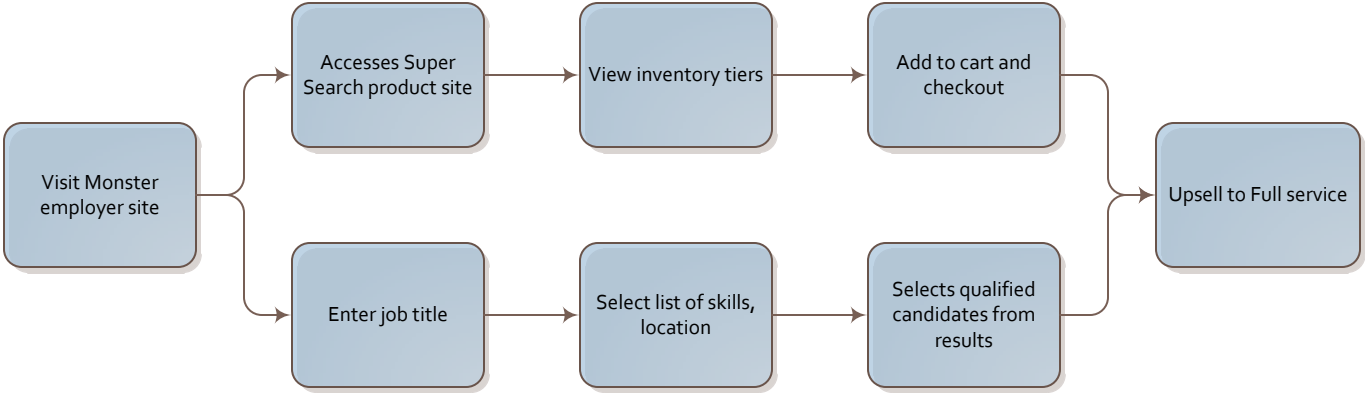 Visit Monster
employer site
Accesses Super
Search product site
View inventory tiers
Add to cart and
checkout
Enter job title
Select list of skills,
location
Selects qualified
candidates from
results
Upsell to Full service